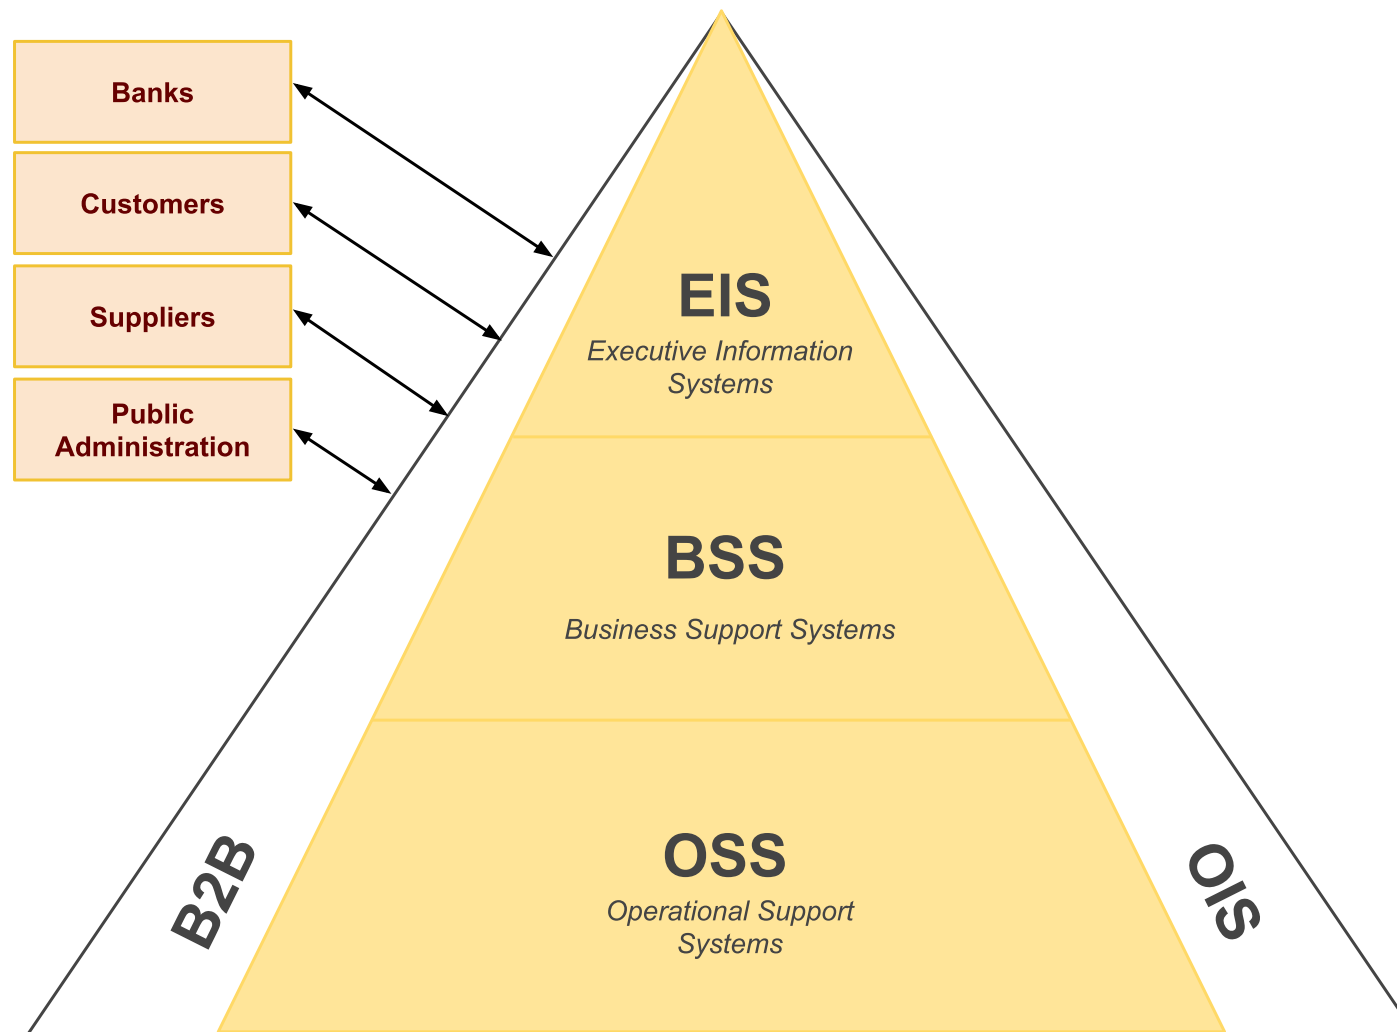 Banks
Customers
Suppliers
Public
Administration
EIS
Executive Information
Systems
BSS
Business Support Systems
OSS
Operational Support
Systems
B2B
OIS